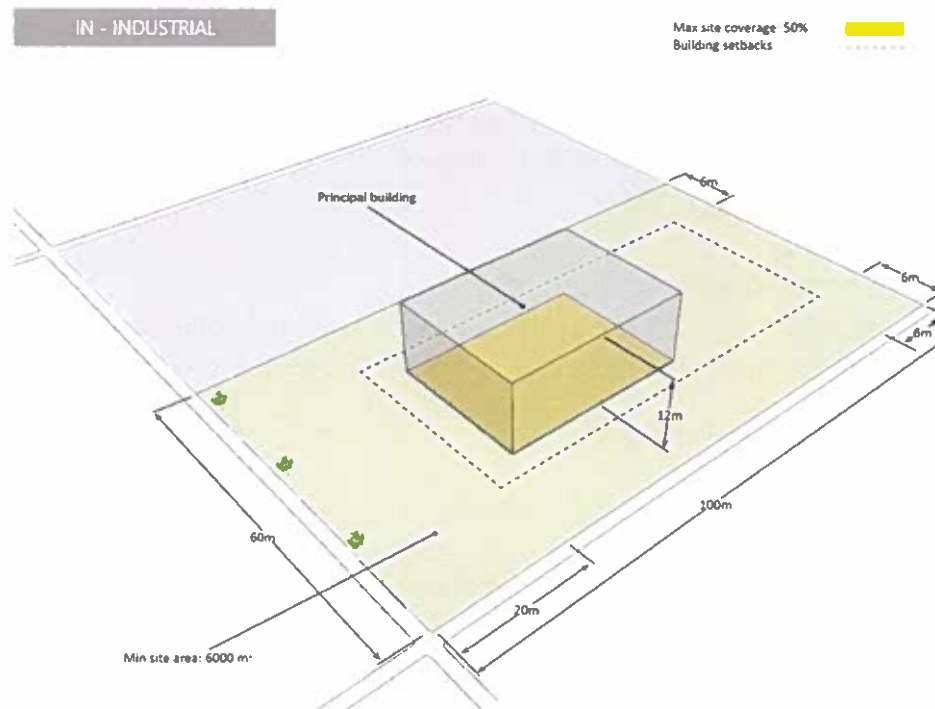 IN - INDUSTRIAL
Max site coverage 50%
Building setbacks
Principal building
6m
6m
6m
12m
100m
60m
20m
Min site area: 6000 m²